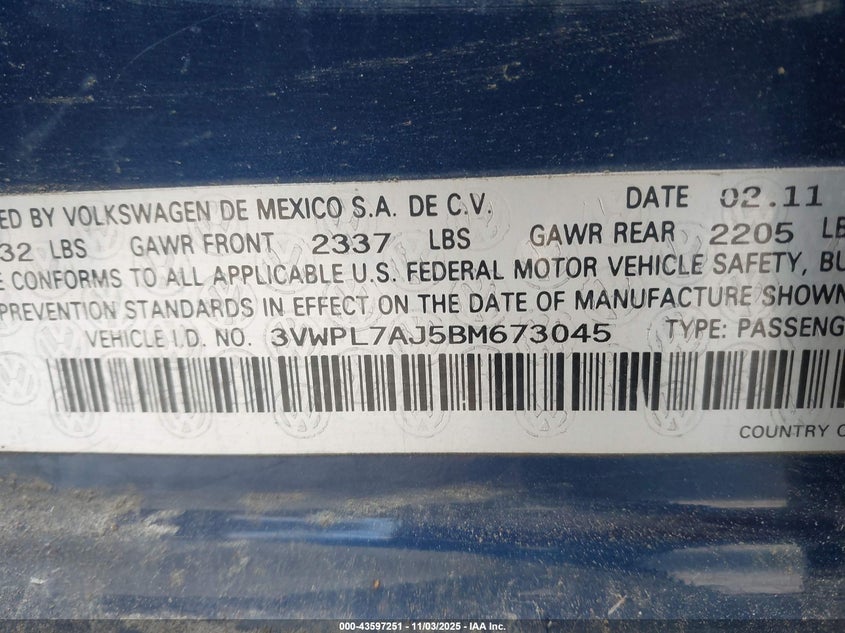 ED BY VOLKSWAGEN DE MEXICO S.A. DE C.V. DATE 02.11
32 LBS GAWR FRONT 2337 LBS GAWR REAR 2205 LB
E CONFORMS TO ALL APPLICABLE U.S. FEDERAL MOTOR VEHICLE SAFETY, BU
PREVENTION STANDARDS IN EFFECT ON THE DATE OF MANUFACTURE SHOWN
VEHICLE I.D. NO. 3VWPL7AJ5BM673045 TYPE: PASSENG
COUNTRY O
000-43597251 - 11/03/2025 - IAA Inc.